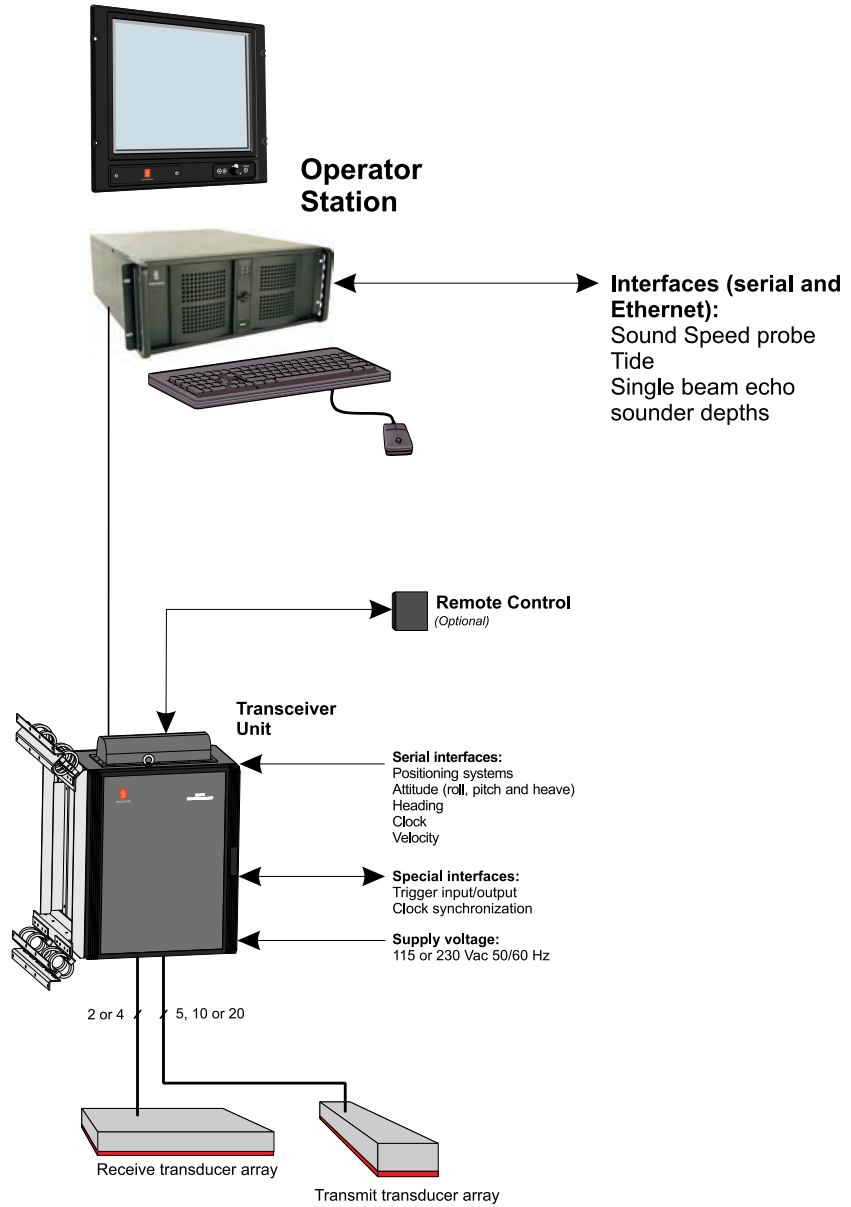 Operator
Station
Interfaces (serial and
Ethernet):
Sound Speed probe
Tide
Single beam echo
sounder depths
Remote Control
(Optional)
Transceiver
Unit
Serial interfaces:
Positioning systems
Attitude (roll, pitch and heave)
Heading
Clock
Velocity
Special interfaces:
Trigger input/output
Clock synchronization
Supply voltage:
115 or 230 Vac 50/60 Hz
2 or 4
5, 10 or 20
Receive transducer array
Transmit transducer array